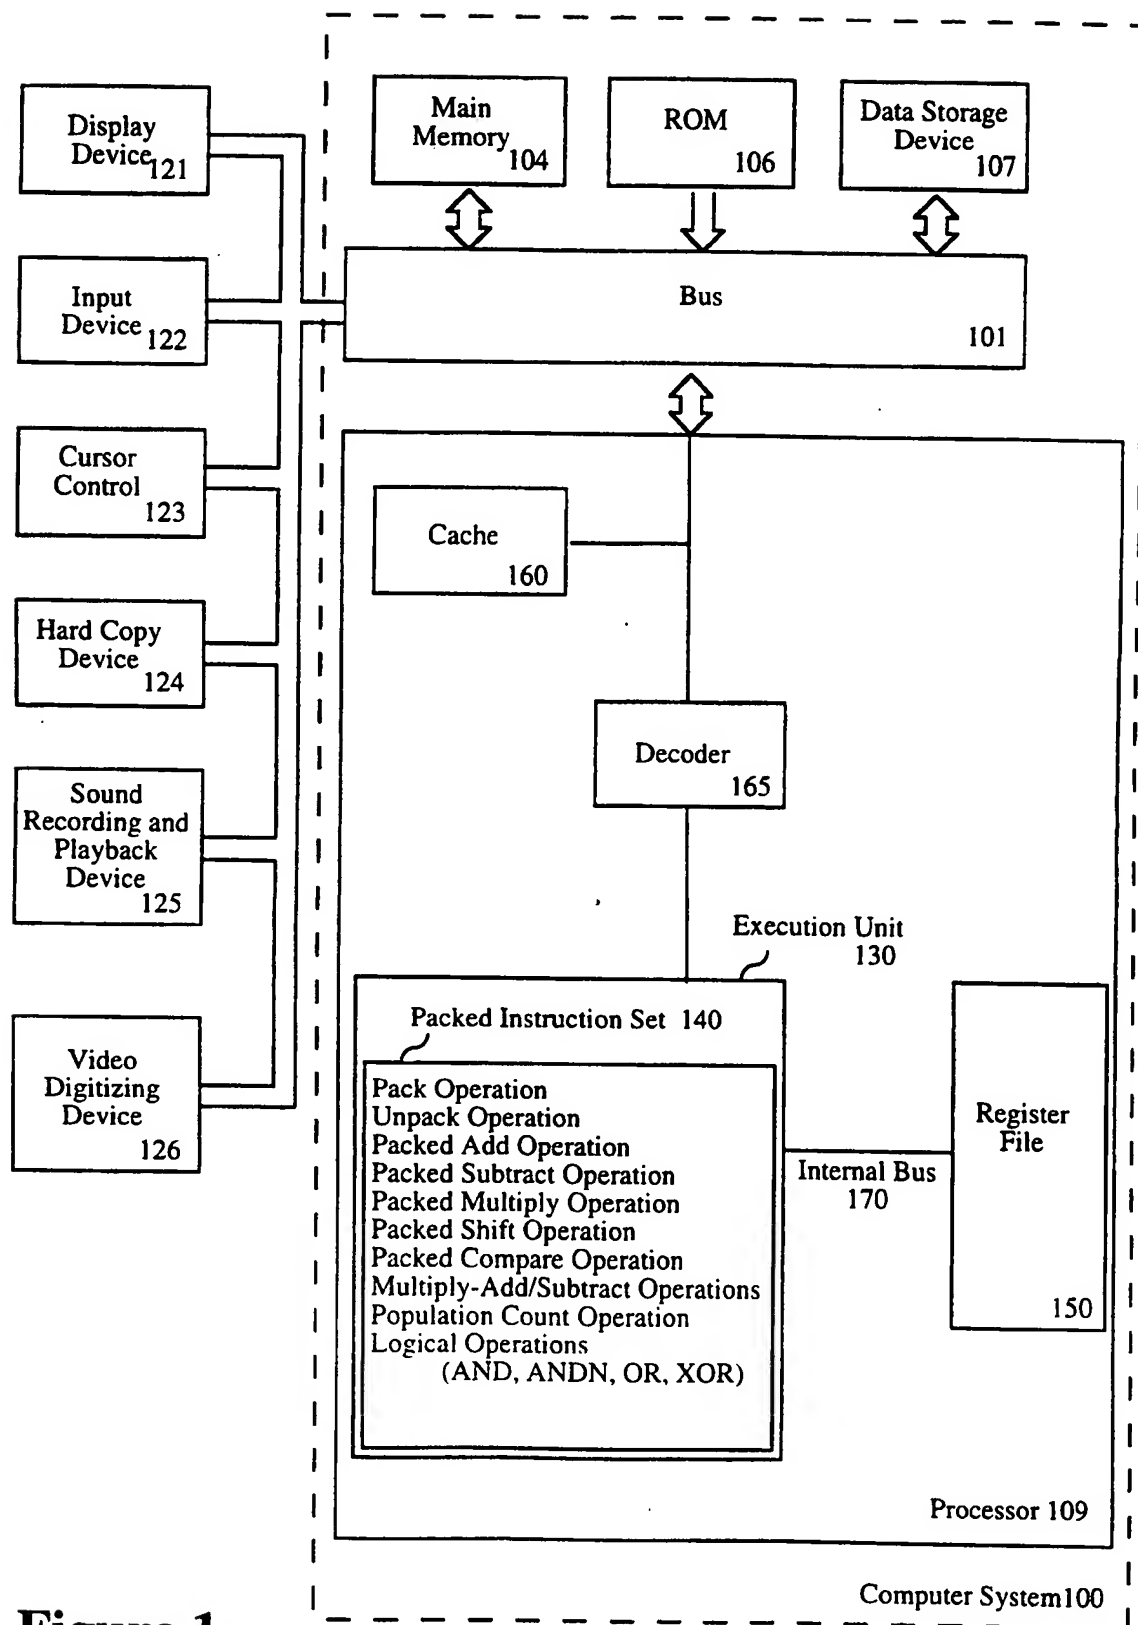 Display
Device
121
Input
Device
122
Cursor
Control
123
Hard Copy
Device
124
Sound
Recording and
Playback
Device
125
Video
Digitizing
Device
126
Main
Memory
104
ROM
106
Data Storage
Device
107
Bus
101
Cache
160
Decoder
165
Execution Unit
130
Packed Instruction Set 140
Pack Operation
Unpack Operation
Packed Add Operation
Packed Subtract Operation
Packed Multiply Operation
Packed Shift Operation
Packed Compare Operation
Multiply-Add/Subtract Operations
Population Count Operation
Logical Operations
(AND, ANDN, OR, XOR)
Internal Bus
170
Register
File
150
Processor 109
Computer System100
Figure 1